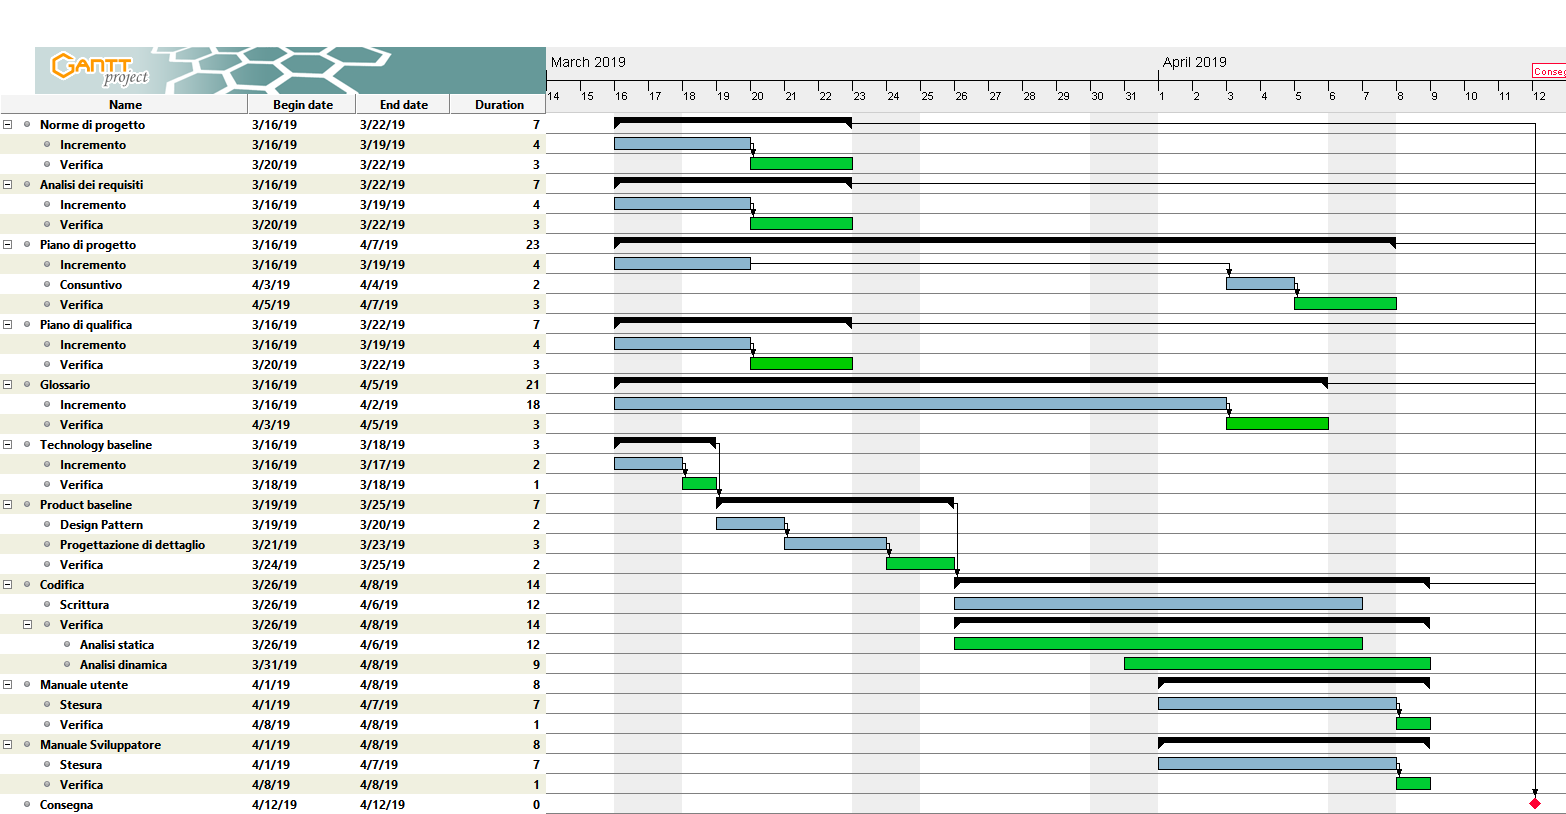 GANTT
project
March 2019 April 2019
Conseg
Name Begin date End date Duration
14 15 16 17 18 19 20 21 22 23 24 25 26 27 28 29 30 31 1 2 3 4 5 6 7 8 9 10 11 12
Norme di progetto 3/16/19 3/22/19 7
Incremento 3/16/19 3/19/19 4
Verifica 3/20/19 3/22/19 3
Analisi dei requisiti 3/16/19 3/22/19 7
Incremento 3/16/19 3/19/19 4
Verifica 3/20/19 3/22/19 3
Piano di progetto 3/16/19 4/7/19 23
Incremento 3/16/19 3/19/19 4
Consuntivo 4/3/19 4/4/19 2
Verifica 4/5/19 4/7/19 3
Piano di qualifica 3/16/19 3/22/19 7
Incremento 3/16/19 3/19/19 4
Verifica 3/20/19 3/22/19 3
Glossario 3/16/19 4/5/19 21
Incremento 3/16/19 4/2/19 18
Verifica 4/3/19 4/5/19 3
Technology baseline 3/16/19 3/18/19 3
Incremento 3/16/19 3/17/19 2
Verifica 3/18/19 3/18/19 1
Product baseline 3/19/19 3/25/19 7
Design Pattern 3/19/19 3/20/19 2
Progettazione di dettaglio 3/21/19 3/23/19 3
Verifica 3/24/19 3/25/19 2
Codifica 3/26/19 4/8/19 14
Scrittura 3/26/19 4/6/19 12
Verifica 3/26/19 4/8/19 14
Analisi statica 3/26/19 4/6/19 12
Analisi dinamica 3/31/19 4/8/19 9
Manuale utente 4/1/19 4/8/19 8
Stesura 4/1/19 4/7/19 7
Verifica 4/8/19 4/8/19 1
Manuale Sviluppatore 4/1/19 4/8/19 8
Stesura 4/1/19 4/7/19 7
Verifica 4/8/19 4/8/19 1
Consegna 4/12/19 4/12/19 0